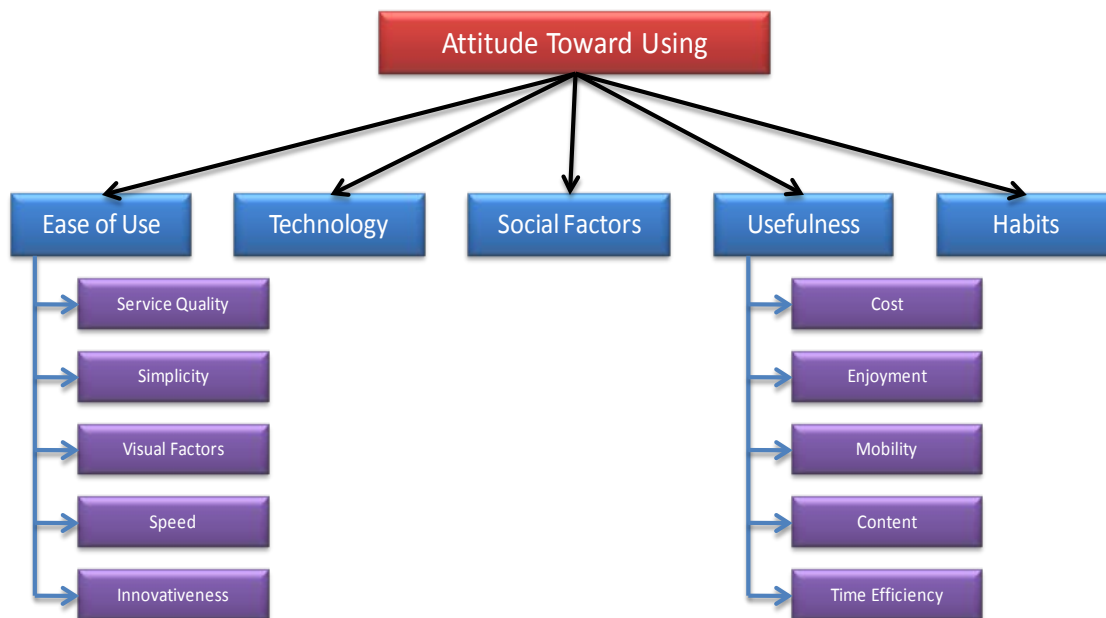 Attitude Toward Using
Ease of Use
Technology
Social Factors
Usefulness
Habits
Service Quality
Simplicity
Visual Factors
Speed
Innovativeness
Cost
Enjoyment
Mobility
Content
Time Efficiency